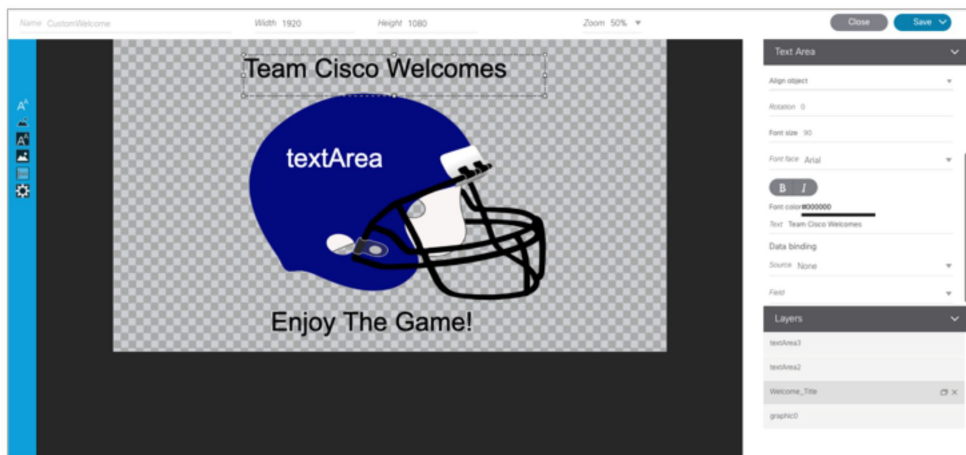 Name CustomWelcome Width 1920 Height 1080 Zoom 50% Close Save
Team Cisco Welcomes
textArea
Enjoy The Game!
Text Area
Align object
Rotation 0
Font size 90
Font face Arial
B I
Font color #000000
Text Team Cisco Welcomes
Data binding
Source None
Field
Layers
textArea3
textArea2
Welcome_Title
graphic0